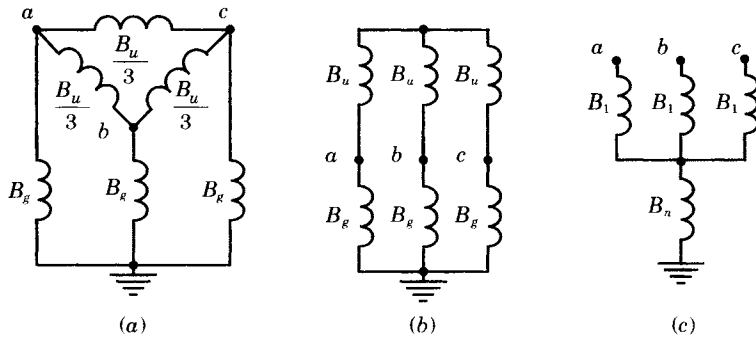 a c
B_u/3
B_u/3 B_u/3
b
B_g B_g B_g
(a)
B_u B_u B_u
a b c
B_g B_g B_g
(b)
a b c
B_1 B_1 B_1
B_n
(c)